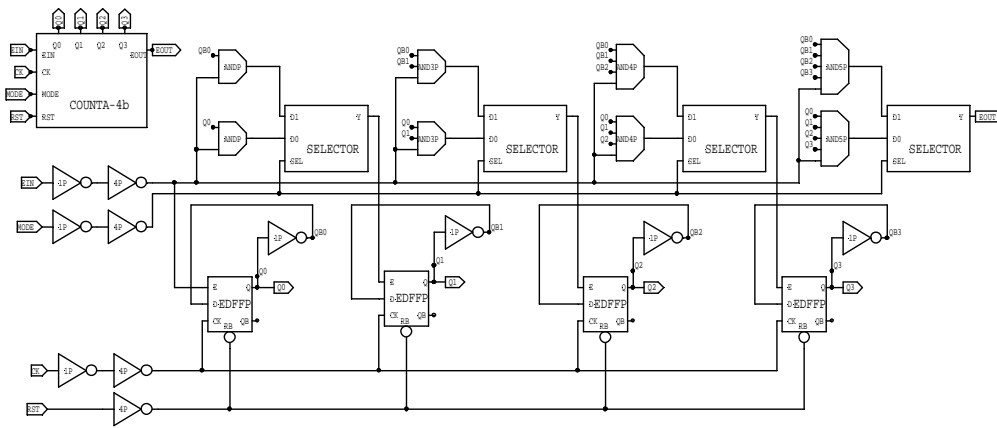 Q0 Q1 Q2 Q3
EIN Q0 Q1 Q2 Q3 EOUT EOUT
EIN
CK CK
MODE MODE
COUNTA-4b
RST RST
QB0 ANDP
Q0 ANDP
D1 Y
D0 SELECTOR
SEL
QB0
QB1 AND3P
Q0
Q1 AND3P
D1 Y
D0 SELECTOR
SEL
QB0
QB1
QB2 AND4P
Q0
Q1
Q2 AND4P
D1 Y
D0 SELECTOR
SEL
QB0
QB1
QB2
QB3 AND5P
Q0
Q1
Q2
Q3 AND5P
D1 Y EOUT
D0 SELECTOR
SEL
EIN 1P 4P
MODE 1P 4P
1P QB0
Q0
E Q Q0
D EDFFP
CK QB
RB
1P QB1
Q1
E Q Q1
D EDFFP
CK QB
RB
1P QB2
Q2
E Q Q2
D EDFFP
CK QB
RB
1P QB3
Q3
E Q Q3
D EDFFP
CK QB
RB
CK 1P 4P
RST 4P